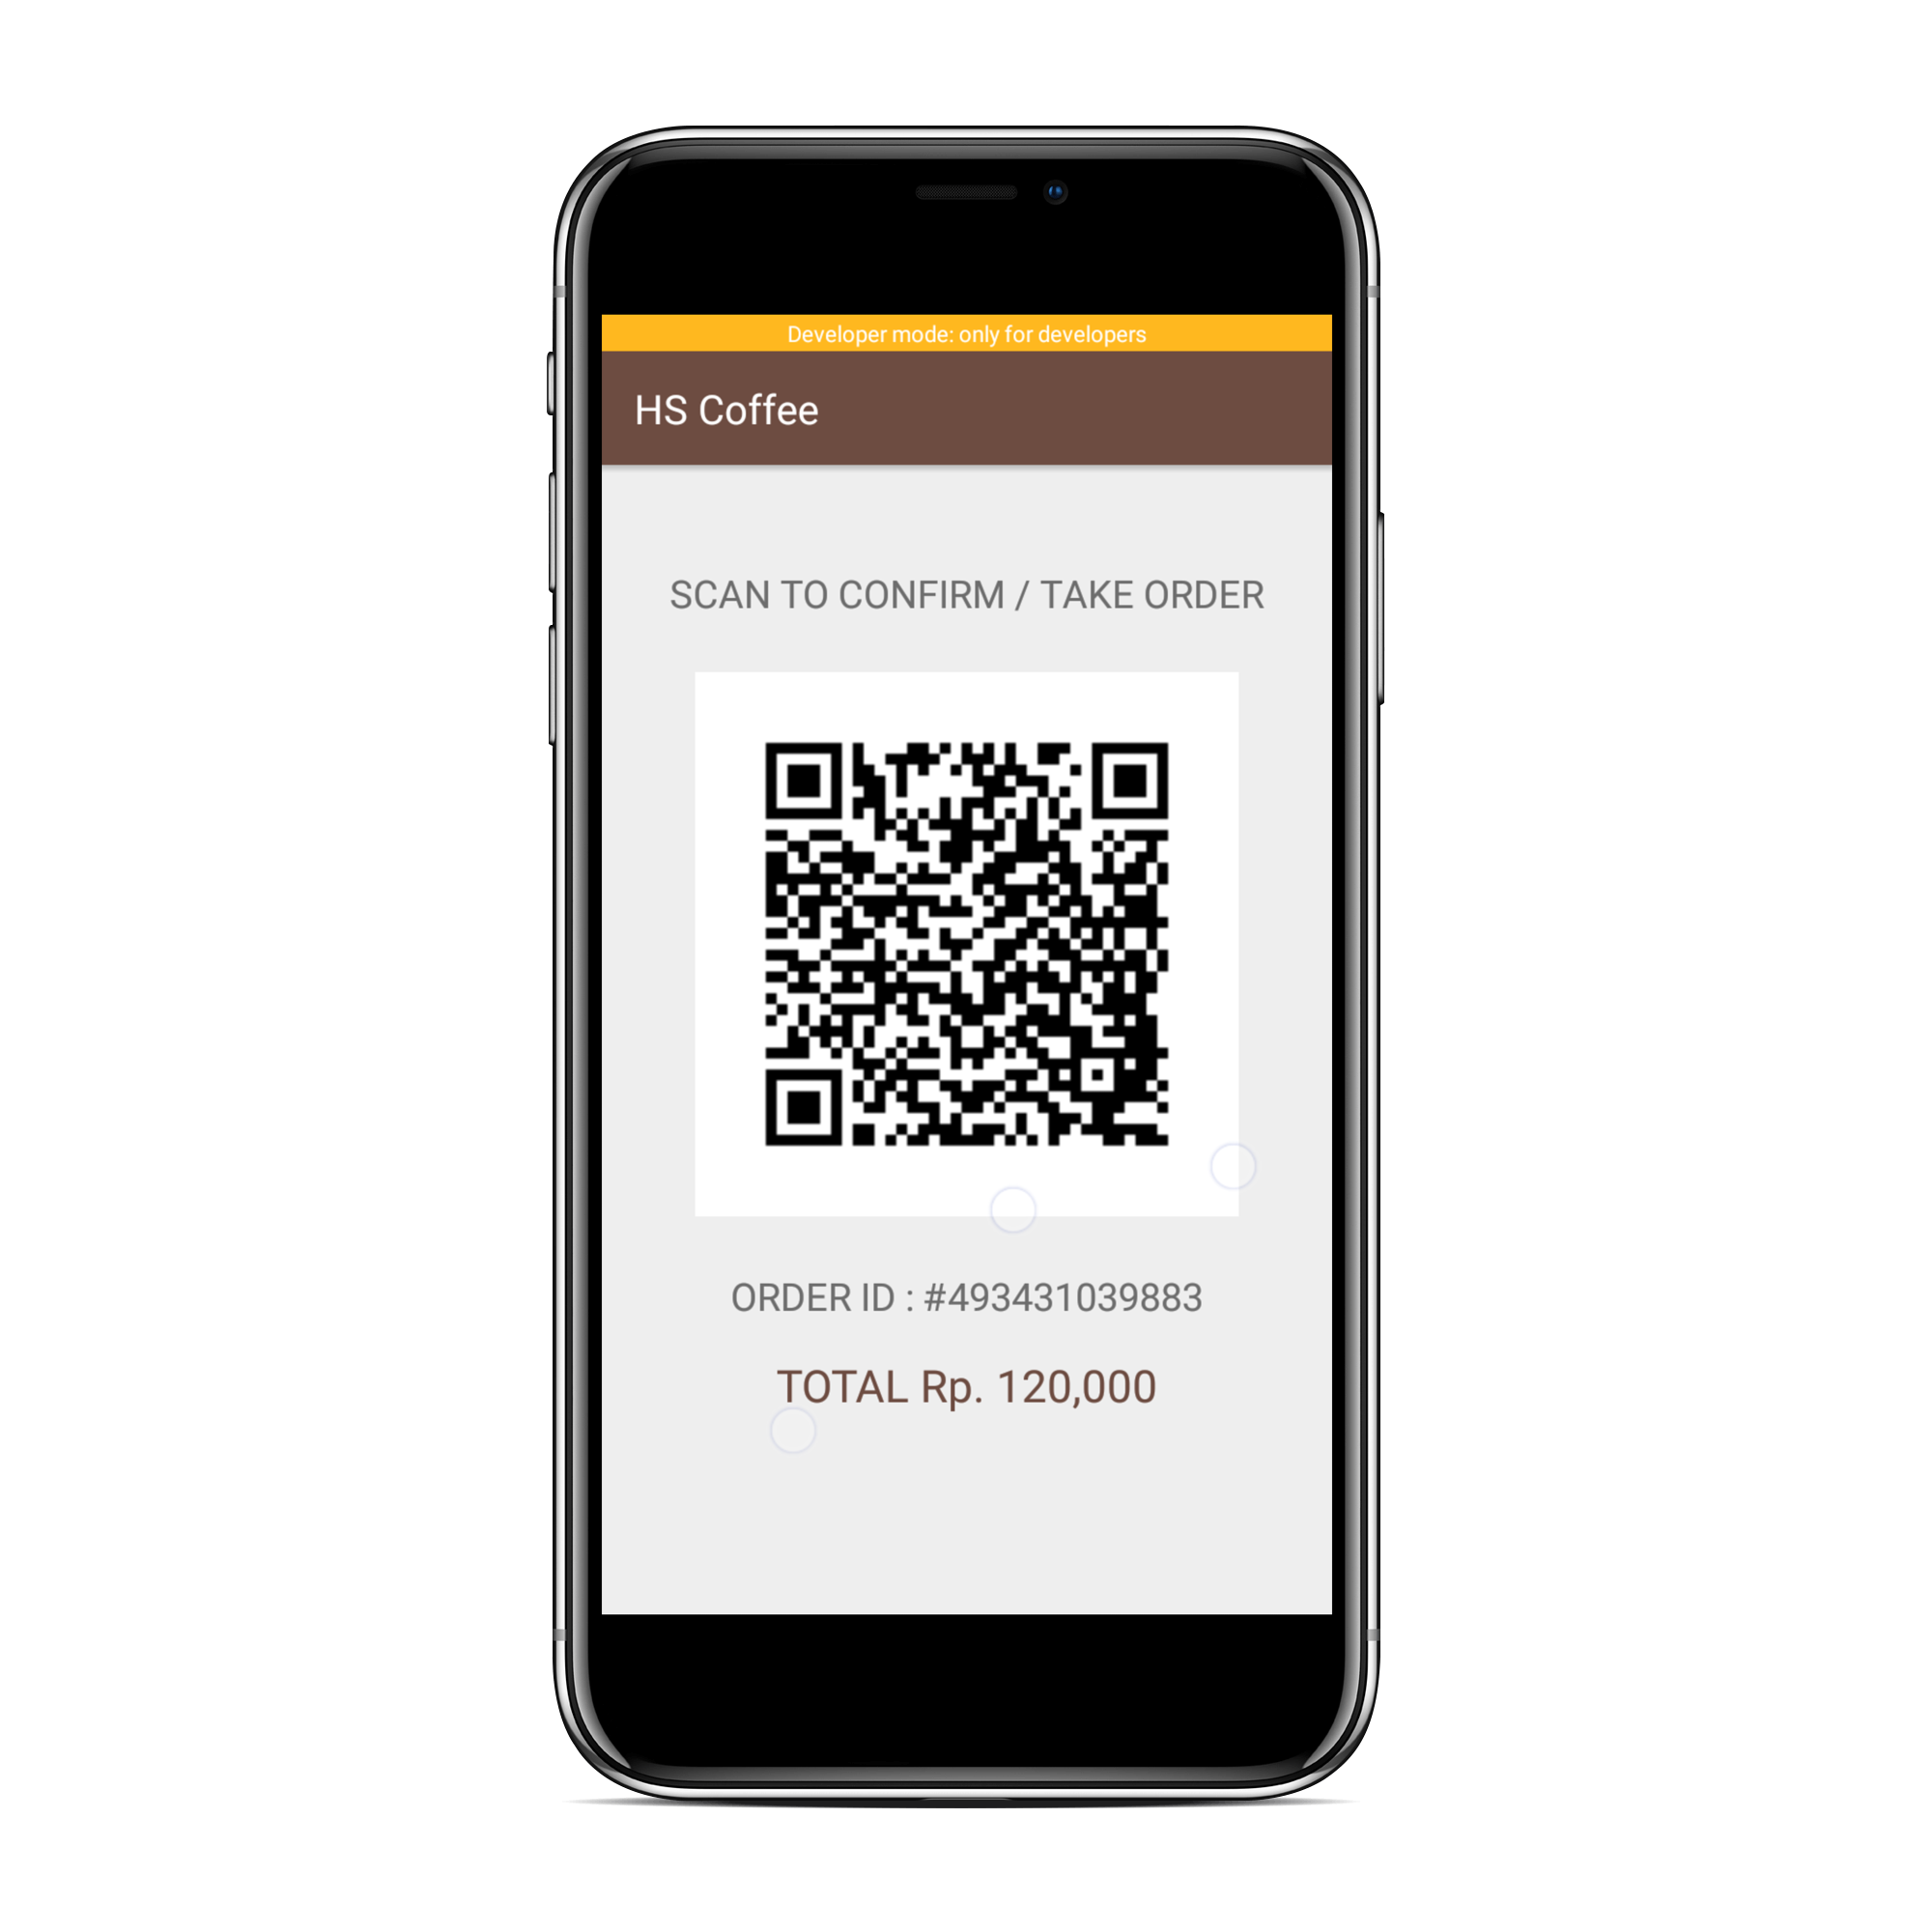 Developer mode: only for developers
HS Coffee
SCAN TO CONFIRM / TAKE ORDER
ORDER ID : #493431039883
TOTAL Rp. 120,000